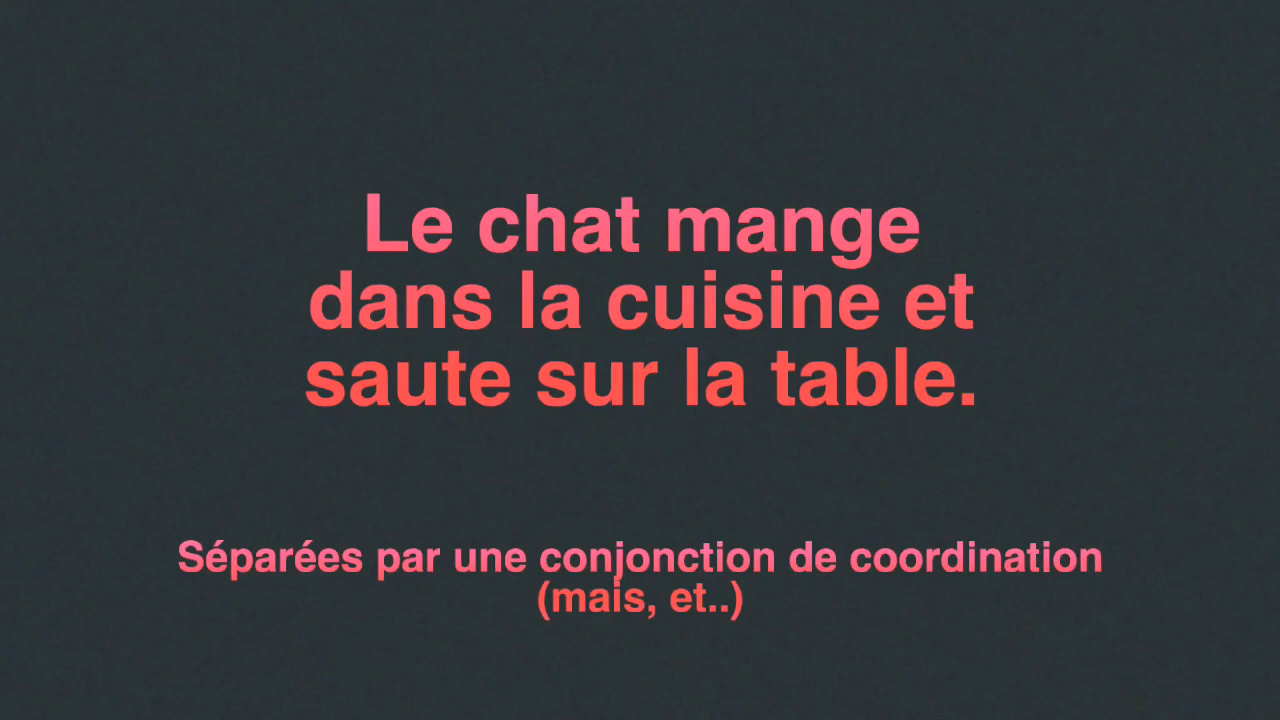 Le chat mange
dans la cuisine et
saute sur la table.
Séparées par une conjonction de coordination
(mais, et..)